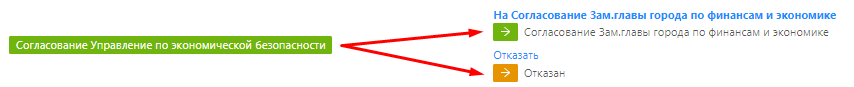 На Согласование Зам.главы города по финансам и экономике
Согласование Управление по экономической безопасности
Согласование Зам.главы города по финансам и экономике
Отказать
Отказан